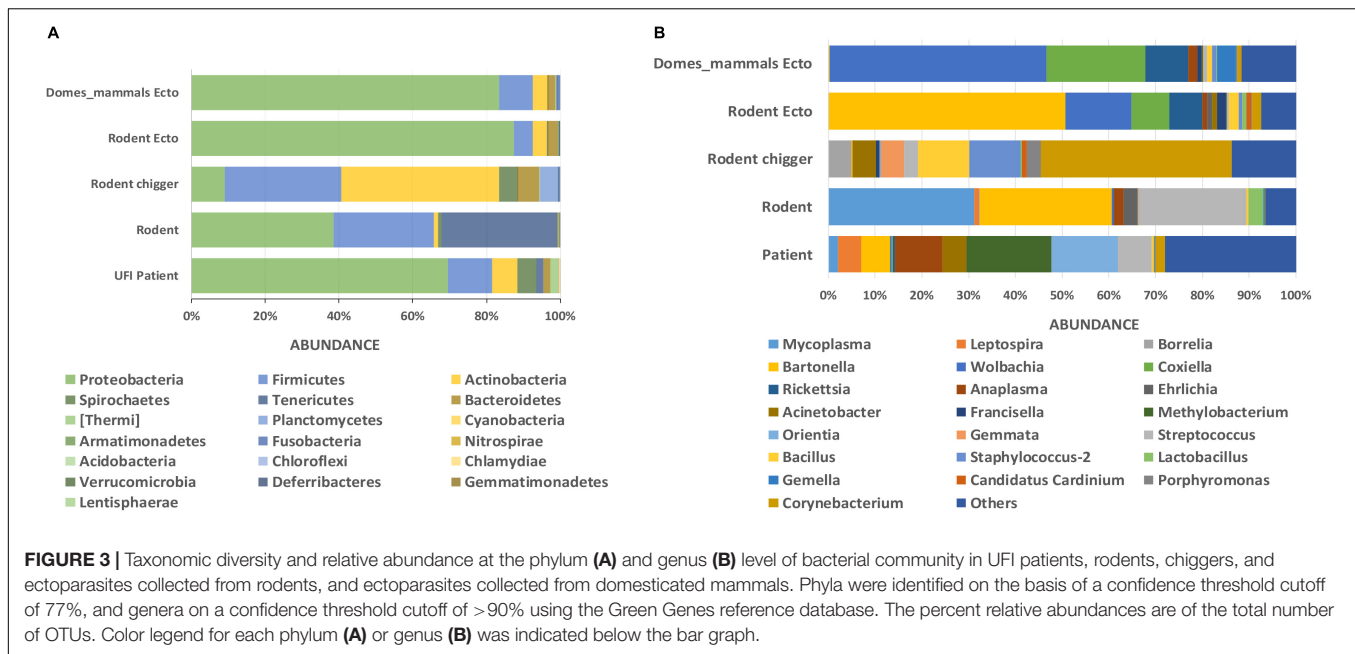 A
Domes_mammals Ecto
Rodent Ecto
Rodent chigger
Rodent
UFI Patient
0% 20% 40% 60% 80% 100%
ABUNDANCE
Proteobacteria Firmicutes Actinobacteria
Spirochaetes Tenericutes Bacteroidetes
[Thermi] Planctomycetes Cyanobacteria
Armatimonadetes Fusobacteria Nitrospirae
Acidobacteria Chloroflexi Chlamydiae
Verrucomicrobia Deferribacteres Gemmatimonadetes
Lentisphaerae
B
Domes_mammals Ecto
Rodent Ecto
Rodent chigger
Rodent
Patient
0% 10% 20% 30% 40% 50% 60% 70% 80% 90% 100%
ABUNDANCE
Mycoplasma Leptospira Borrelia
Bartonella Wolbachia Coxiella
Rickettsia Anaplasma Ehrlichia
Acinetobacter Francisella Methylobacterium
Orientia Gemmata Streptococcus
Bacillus Staphylococcus-2 Lactobacillus
Gemella Candidatus Cardinium Porphyromonas
Corynebacterium Others
FIGURE 3 | Taxonomic diversity and relative abundance at the phylum (A) and genus (B) level of bacterial community in UFI patients, rodents, chiggers, and
ectoparasites collected from rodents, and ectoparasites collected from domesticated mammals. Phyla were identified on the basis of a confidence threshold cutoff
of 77%, and genera on a confidence threshold cutoff of >90% using the Green Genes reference database. The percent relative abundances are of the total number
of OTUs. Color legend for each phylum (A) or genus (B) was indicated below the bar graph.